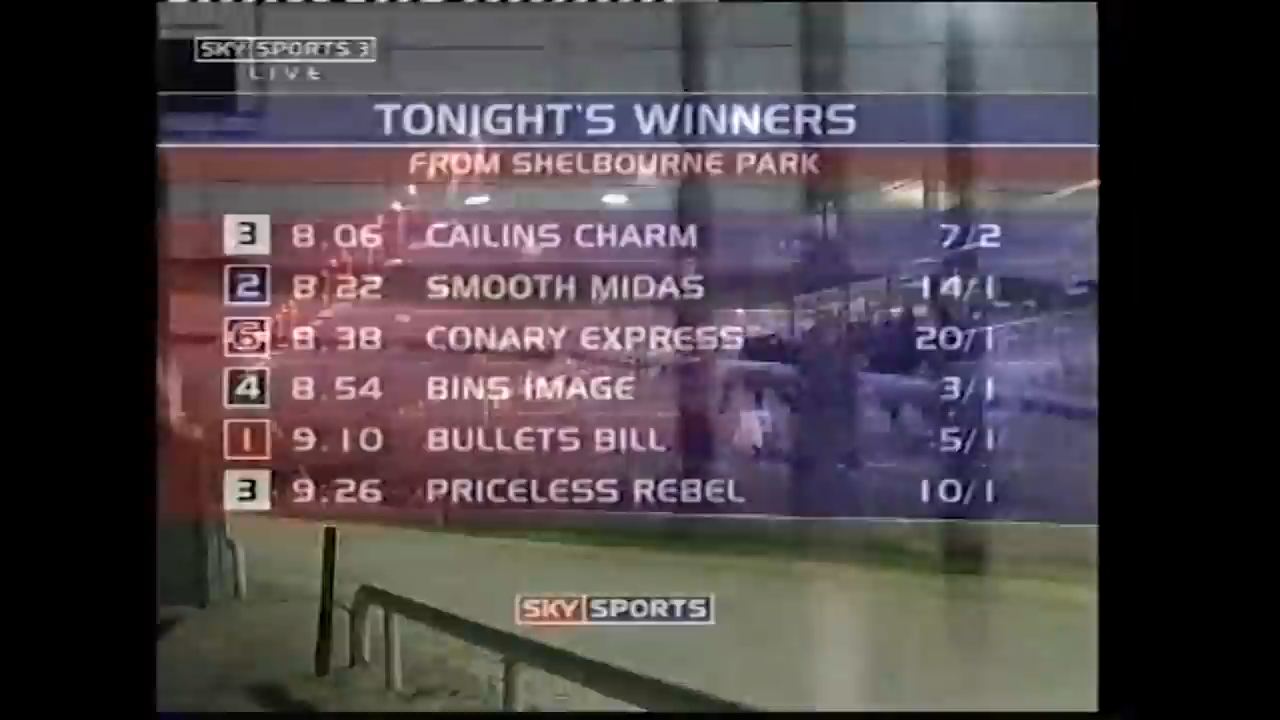 SKY SPORTS 3
LIVE
TONIGHT'S WINNERS
FROM SHELBOURNE PARK
3 8.06 CAILINS CHARM 7/2
2 8.22 SMOOTH MIDAS 14/1
6 8.38 CONARY EXPRESS 20/1
4 8.54 BINS IMAGE 3/1
1 9.10 BULLETS BILL 5/1
3 9.26 PRICELESS REBEL 10/1
SKY SPORTS